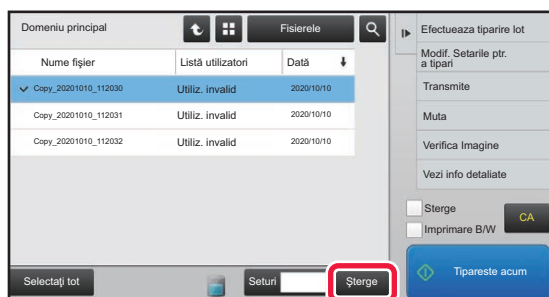 Domeniu principal
Fisierele
Nume fişier
Listă utilizatori
Dată
Copy_20201010_112030
Utiliz. invalid
2020/10/10
Copy_20201010_112031
Utiliz. invalid
2020/10/10
Copy_20201010_112032
Utiliz. invalid
2020/10/10
Selectaţi tot
Seturi
Şterge
Efectueaza tiparire lot
Modif. Setarile ptr.
a tipari
Transmite
Muta
Verifica Imagine
Vezi info detaliate
Sterge
Imprimare B/W
CA
Tipareste acum